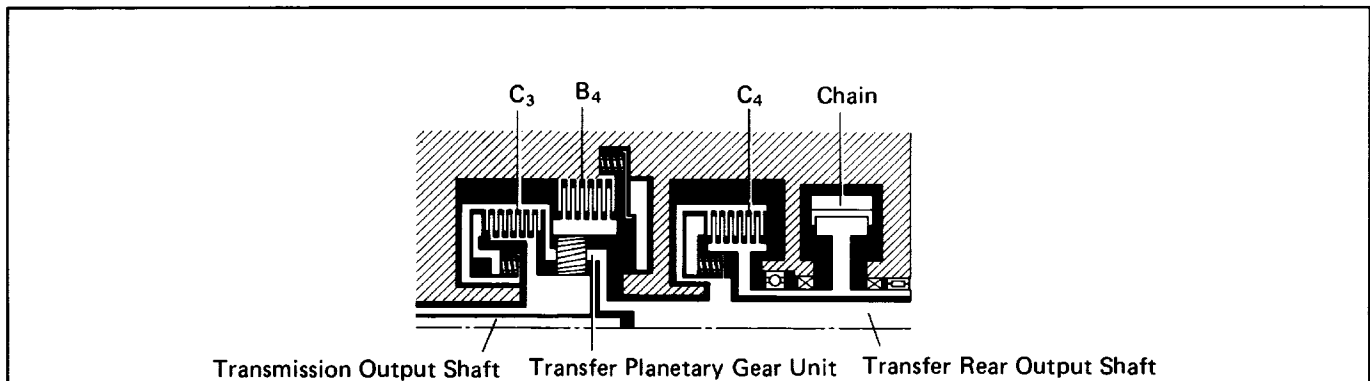 C₃ B₄ C₄ Chain
Transmission Output Shaft Transfer Planetary Gear Unit Transfer Rear Output Shaft